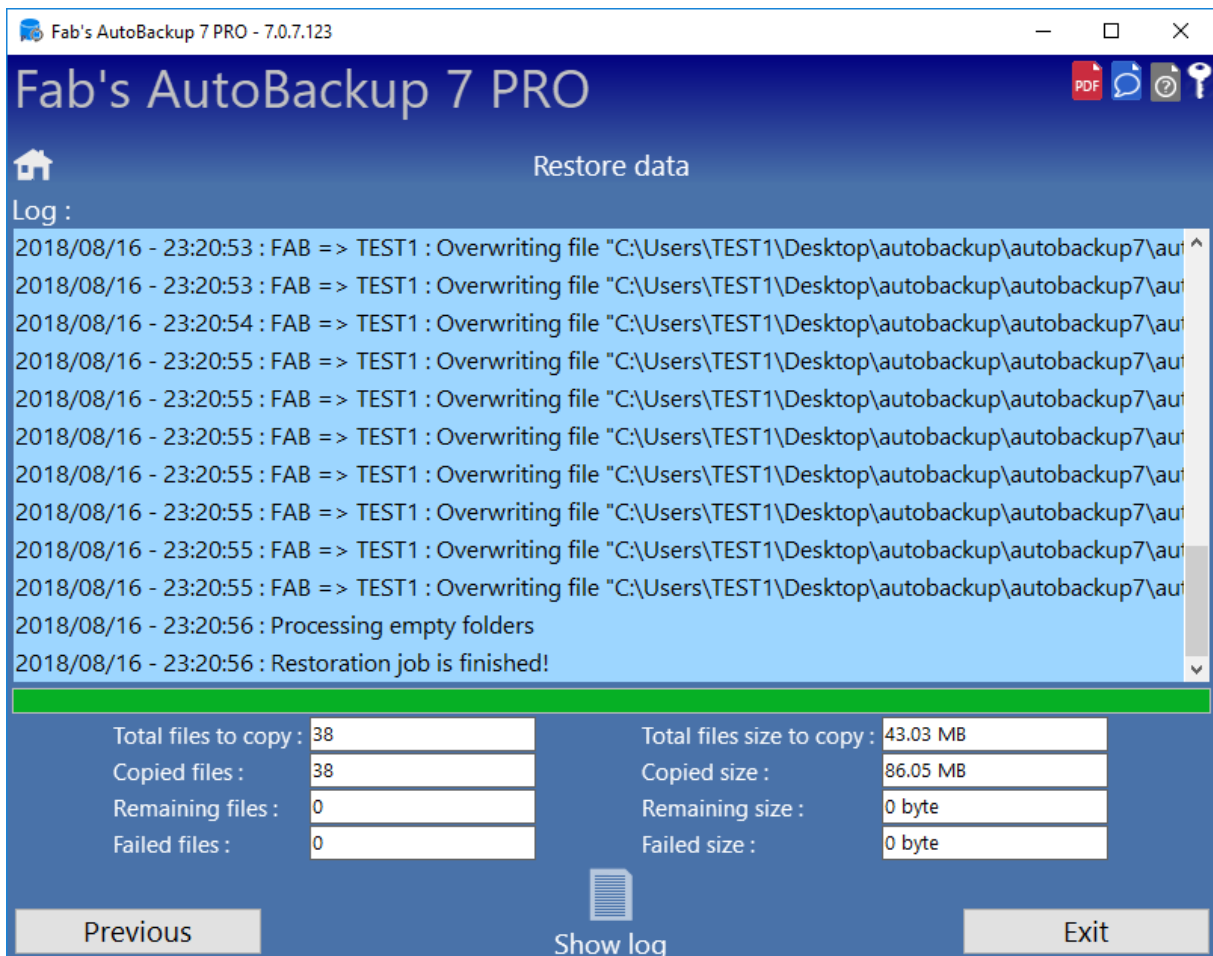 Fab's AutoBackup 7 PRO - 7.0.7.123
Fab's AutoBackup 7 PRO
PDF
Restore data
Log :
2018/08/16 - 23:20:53 : FAB => TEST1 : Overwriting file "C:\Users\TEST1\Desktop\autobackup\autobackup7\aut
2018/08/16 - 23:20:53 : FAB => TEST1 : Overwriting file "C:\Users\TEST1\Desktop\autobackup\autobackup7\aut
2018/08/16 - 23:20:54 : FAB => TEST1 : Overwriting file "C:\Users\TEST1\Desktop\autobackup\autobackup7\aut
2018/08/16 - 23:20:55 : FAB => TEST1 : Overwriting file "C:\Users\TEST1\Desktop\autobackup\autobackup7\aut
2018/08/16 - 23:20:55 : FAB => TEST1 : Overwriting file "C:\Users\TEST1\Desktop\autobackup\autobackup7\aut
2018/08/16 - 23:20:55 : FAB => TEST1 : Overwriting file "C:\Users\TEST1\Desktop\autobackup\autobackup7\aut
2018/08/16 - 23:20:55 : FAB => TEST1 : Overwriting file "C:\Users\TEST1\Desktop\autobackup\autobackup7\aut
2018/08/16 - 23:20:55 : FAB => TEST1 : Overwriting file "C:\Users\TEST1\Desktop\autobackup\autobackup7\aut
2018/08/16 - 23:20:55 : FAB => TEST1 : Overwriting file "C:\Users\TEST1\Desktop\autobackup\autobackup7\aut
2018/08/16 - 23:20:55 : FAB => TEST1 : Overwriting file "C:\Users\TEST1\Desktop\autobackup\autobackup7\aut
2018/08/16 - 23:20:56 : Processing empty folders
2018/08/16 - 23:20:56 : Restoration job is finished!
Total files to copy : 38 Total files size to copy : 43.03 MB
Copied files : 38 Copied size : 86.05 MB
Remaining files : 0 Remaining size : 0 byte
Failed files : 0 Failed size : 0 byte
Previous Show log Exit